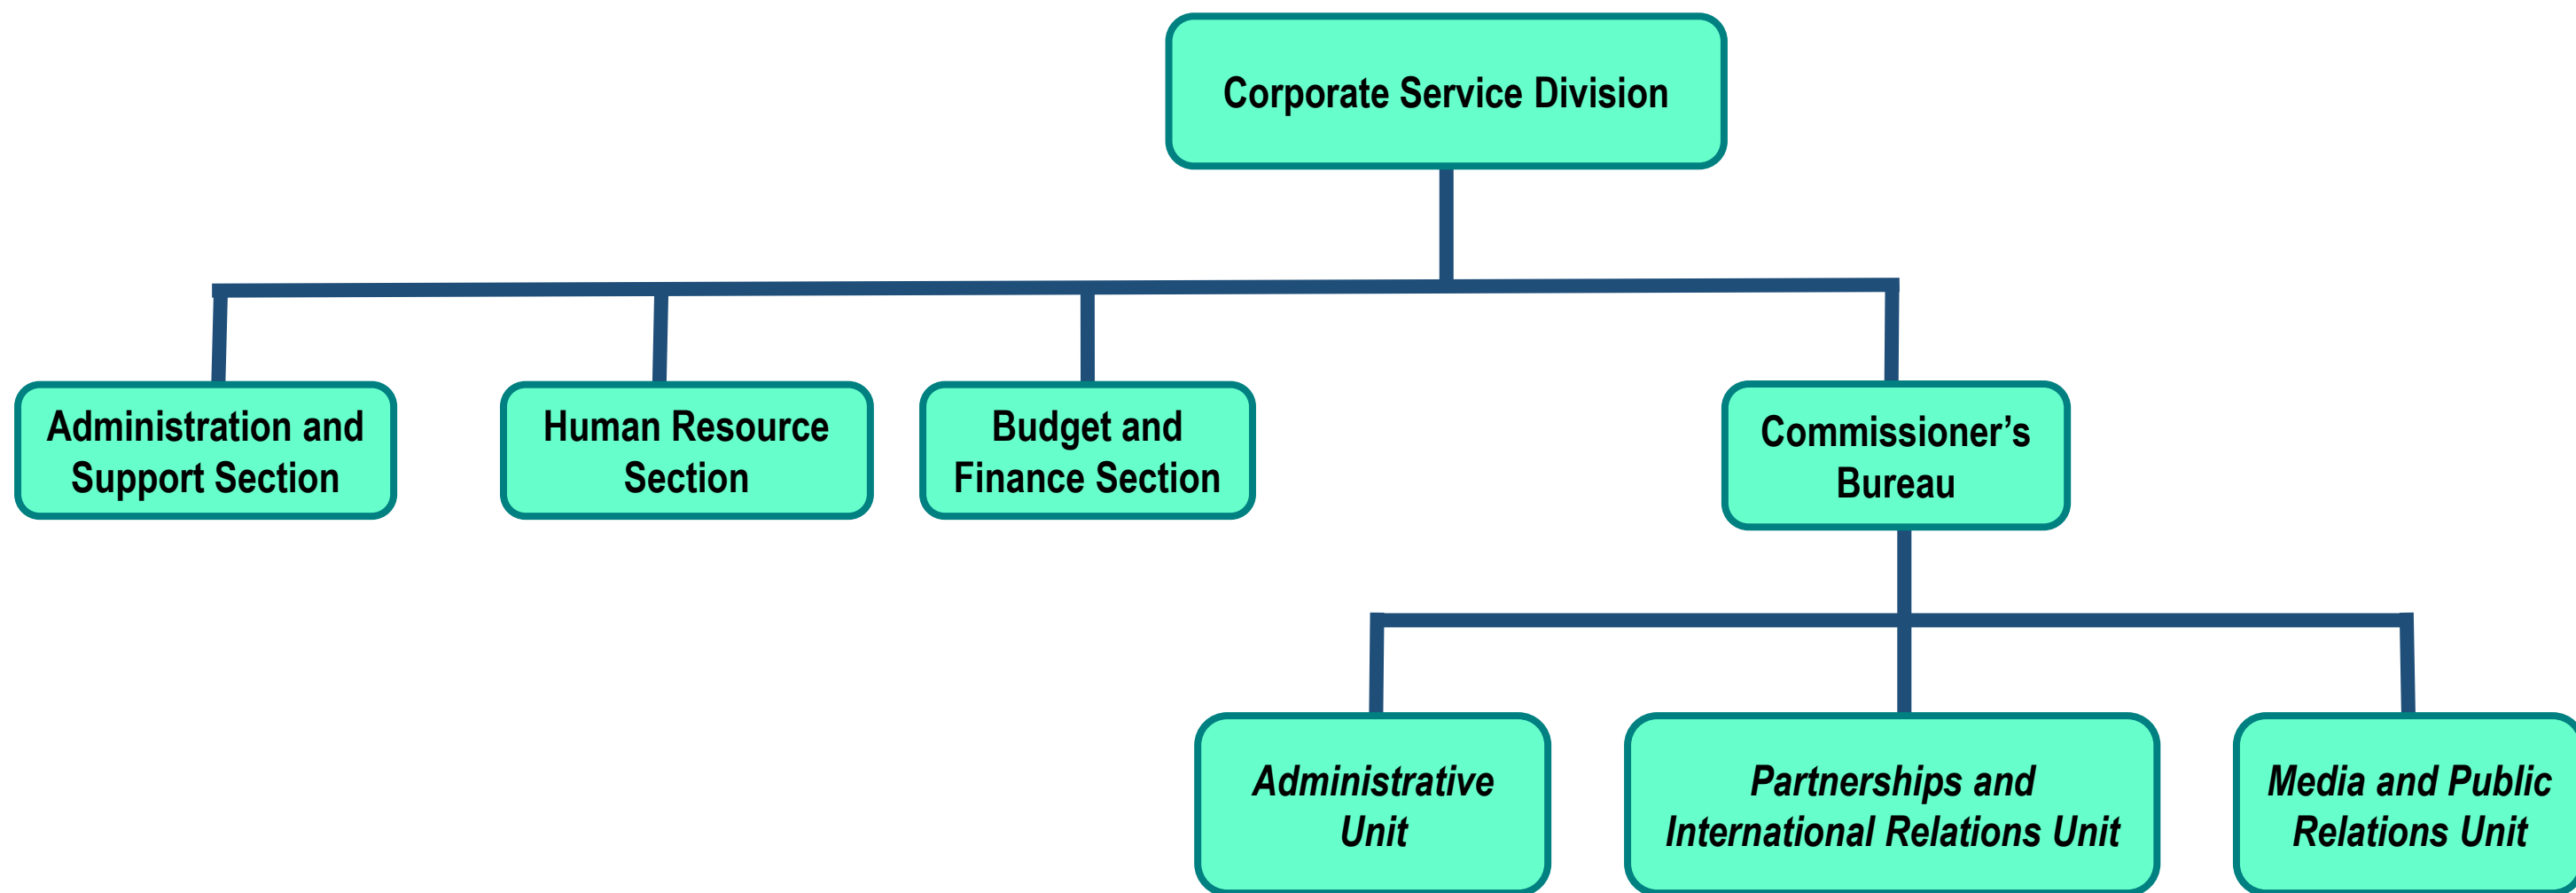 Corporate Service Division
Administration and
Support Section
Human Resource
Section
Budget and
Finance Section
Commissioner’s
Bureau
Administrative
Unit
Partnerships and
International Relations Unit
Media and Public
Relations Unit